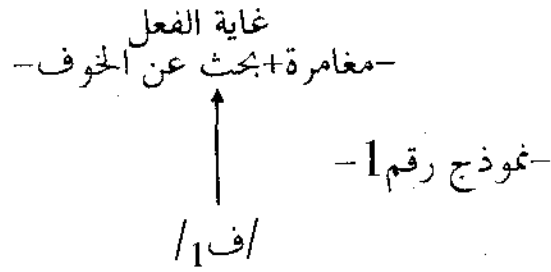 غاية الفعل
-مغامرة+بحث عن الخوف-
-نموذج رقم1-
/ف1/